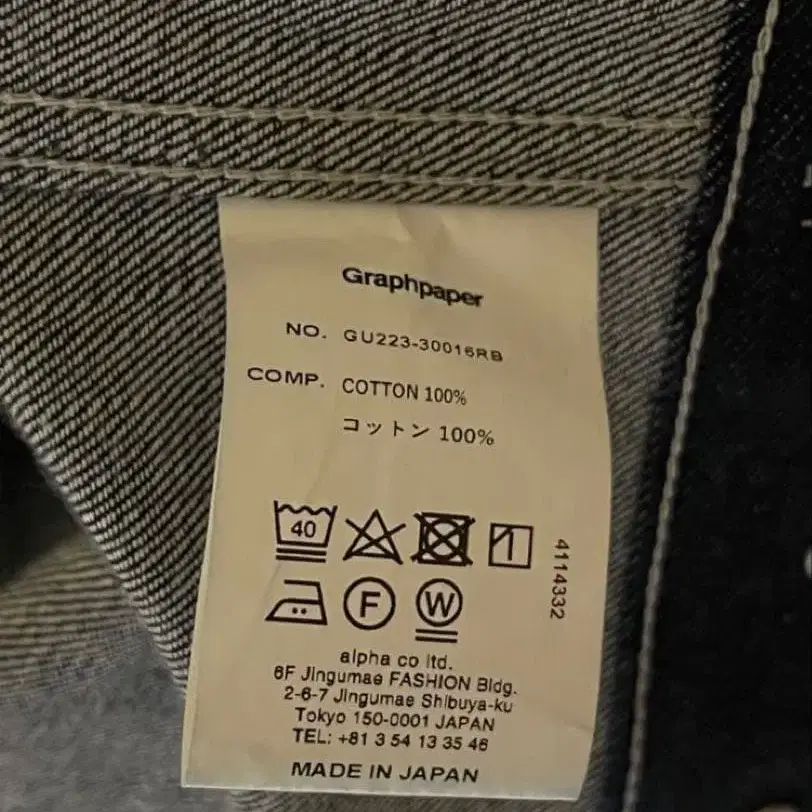 Graphpaper
NO. GU223-30016RB
COMP. COTTON 100%
コットン 100%
40
4114332
F W
alpha co ltd.
6F Jingumae FASHION Bldg.
2-6-7 Jingumae Shibuya-ku
Tokyo 150-0001 JAPAN
TEL: +81 3 54 13 35 46
MADE IN JAPAN